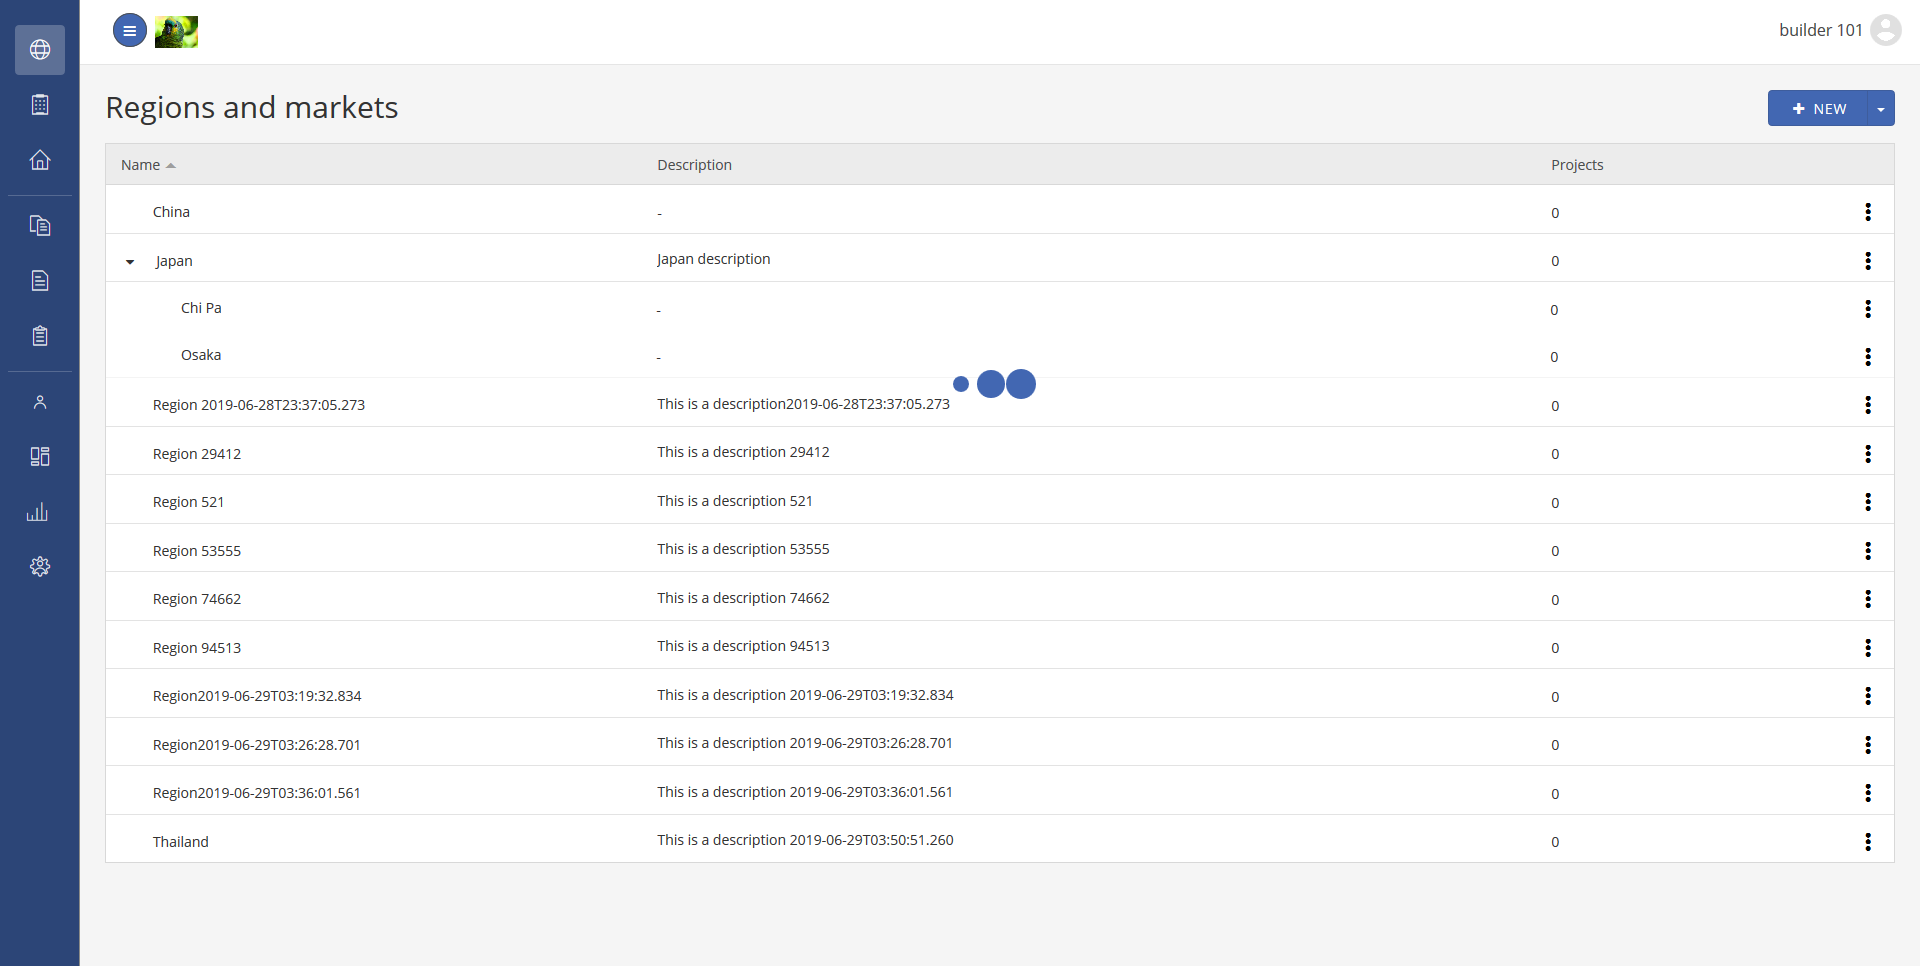 builder 101
Regions and markets
NEW
Name Description Projects
China - 0
Japan Japan description 0
Chi Pa - 0
Osaka - 0
Region 2019-06-28T23:37:05.273 This is a description2019-06-28T23:37:05.273 0
Region 29412 This is a description 29412 0
Region 521 This is a description 521 0
Region 53555 This is a description 53555 0
Region 74662 This is a description 74662 0
Region 94513 This is a description 94513 0
Region2019-06-29T03:19:32.834 This is a description 2019-06-29T03:19:32.834 0
Region2019-06-29T03:26:28.701 This is a description 2019-06-29T03:26:28.701 0
Region2019-06-29T03:36:01.561 This is a description 2019-06-29T03:36:01.561 0
Thailand This is a description 2019-06-29T03:50:51.260 0